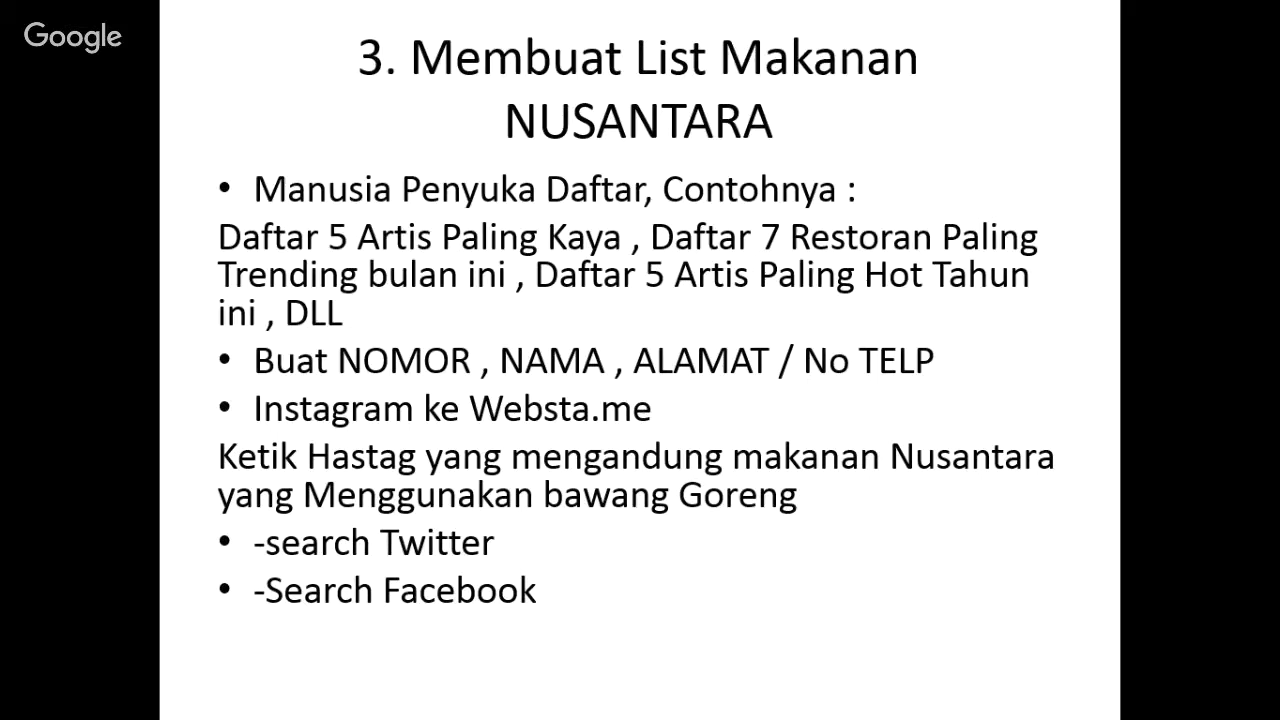 Google
3. Membuat List Makanan
NUSANTARA
• Manusia Penyuka Daftar, Contohnya :
Daftar 5 Artis Paling Kaya , Daftar 7 Restoran Paling
Trending bulan ini , Daftar 5 Artis Paling Hot Tahun
ini , DLL
• Buat NOMOR , NAMA , ALAMAT / No TELP
• Instagram ke Websta.me
Ketik Hastag yang mengandung makanan Nusantara
yang Menggunakan bawang Goreng
• -search Twitter
• -Search Facebook